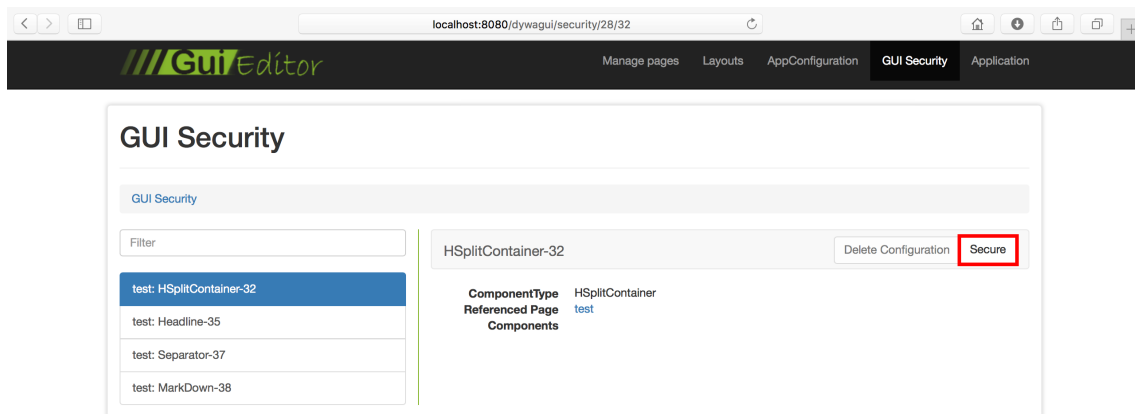 localhost:8080/dywagui/security/28/32
////Gui/Editor
Manage pages Layouts AppConfiguration GUI Security Application
GUI Security
GUI Security
Filter
test: HSplitContainer-32
test: Headline-35
test: Separator-37
test: MarkDown-38
HSplitContainer-32
Delete Configuration Secure
ComponentType HSplitContainer
Referenced Page test
Components